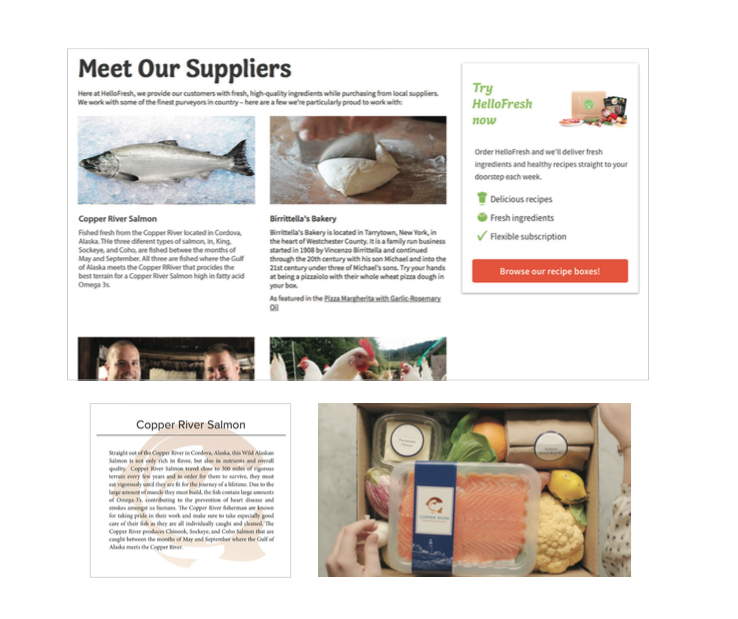 Meet Our Suppliers
Here at HelloFresh, we provide our customers with fresh, high-quality ingredients while purchasing from local suppliers.
We work with some of the finest purveyors in country – here are a few we're particularly proud to work with:
Copper River Salmon
Fished fresh from the Copper River located in Cordova,
Alaska. THe three diferent types of salmon, in, King,
Sockeye, and Coho, are fished betwee the months of
May and September. All three are fished where the Gulf
of Alaska meets the Copper RRiver that procides the
best terrain for a Copper River Salmon high in fatty acid
Omega 3s.
Birrittella's Bakery
Birrittella's Bakery is located in Tarrytown, New York, in
the heart of Westchester County. It is a family run business
started in 1908 by Vincenzo Birrittella and continued
through the 20th century with his son Michael and into the
21st century under three of Michael's sons. Try your hands
at being a pizzaiolo with their whole wheat pizza dough in
your box.
As featured in the Pizza Margherita with Garlic-Rosemary
Oil
Try
HelloFresh
now
Order HelloFresh and we'll deliver fresh
ingredients and healthy recipes straight to your
doorstep each week.
Delicious recipes
Fresh ingredients
Flexible subscription
Browse our recipe boxes!
Copper River Salmon
Straight out of the Copper River in Cordova, Alaska, this Wild Alaskan
Salmon is not only rich in flavor, but also in nutrients and overall
quality. Copper River Salmon travel close to 300 miles of rigorous
terrain every few years and in order for them to survive, they must
eat vigorously until they are fit for the journey of a lifetime. Due to the
large amount of muscle they must build, the fish contain large amounts
of Omega-3's, contributing to the prevention of heart disease and
strokes amongst us humans. The Copper River fisherman are known
for taking pride in their work and make sure to take especially good
care of their fish as they are all individually caught and cleaned. The
Copper River produces Chinook, Sockeye, and Coho Salmon that are
caught between the months of May and September where the Gulf of
Alaska meets the Copper River.
COPPER RIVER